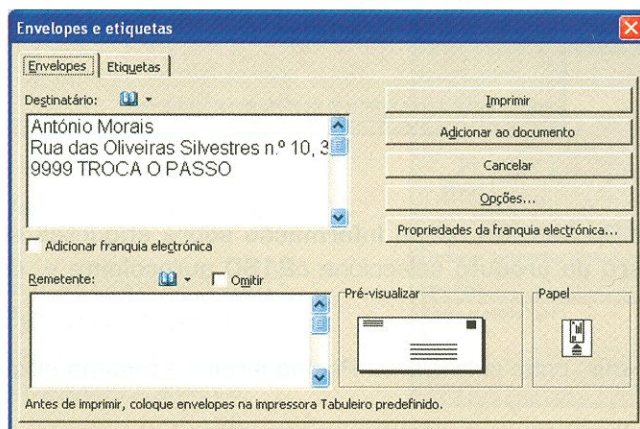 Envelopes e etiquetas
Envelopes Etiquetas
Destinatário:
António Morais
Rua das Oliveiras Silvestres n.º 10, 3
9999 TROCA O PASSO
Adicionar franquia electrónica
Remetente: Omitir
Imprimir
Adicionar ao documento
Cancelar
Opções...
Propriedades da franquia electrónica...
Pré-visualizar
Papel
Antes de imprimir, coloque envelopes na impressora Tabuleiro predefinido.